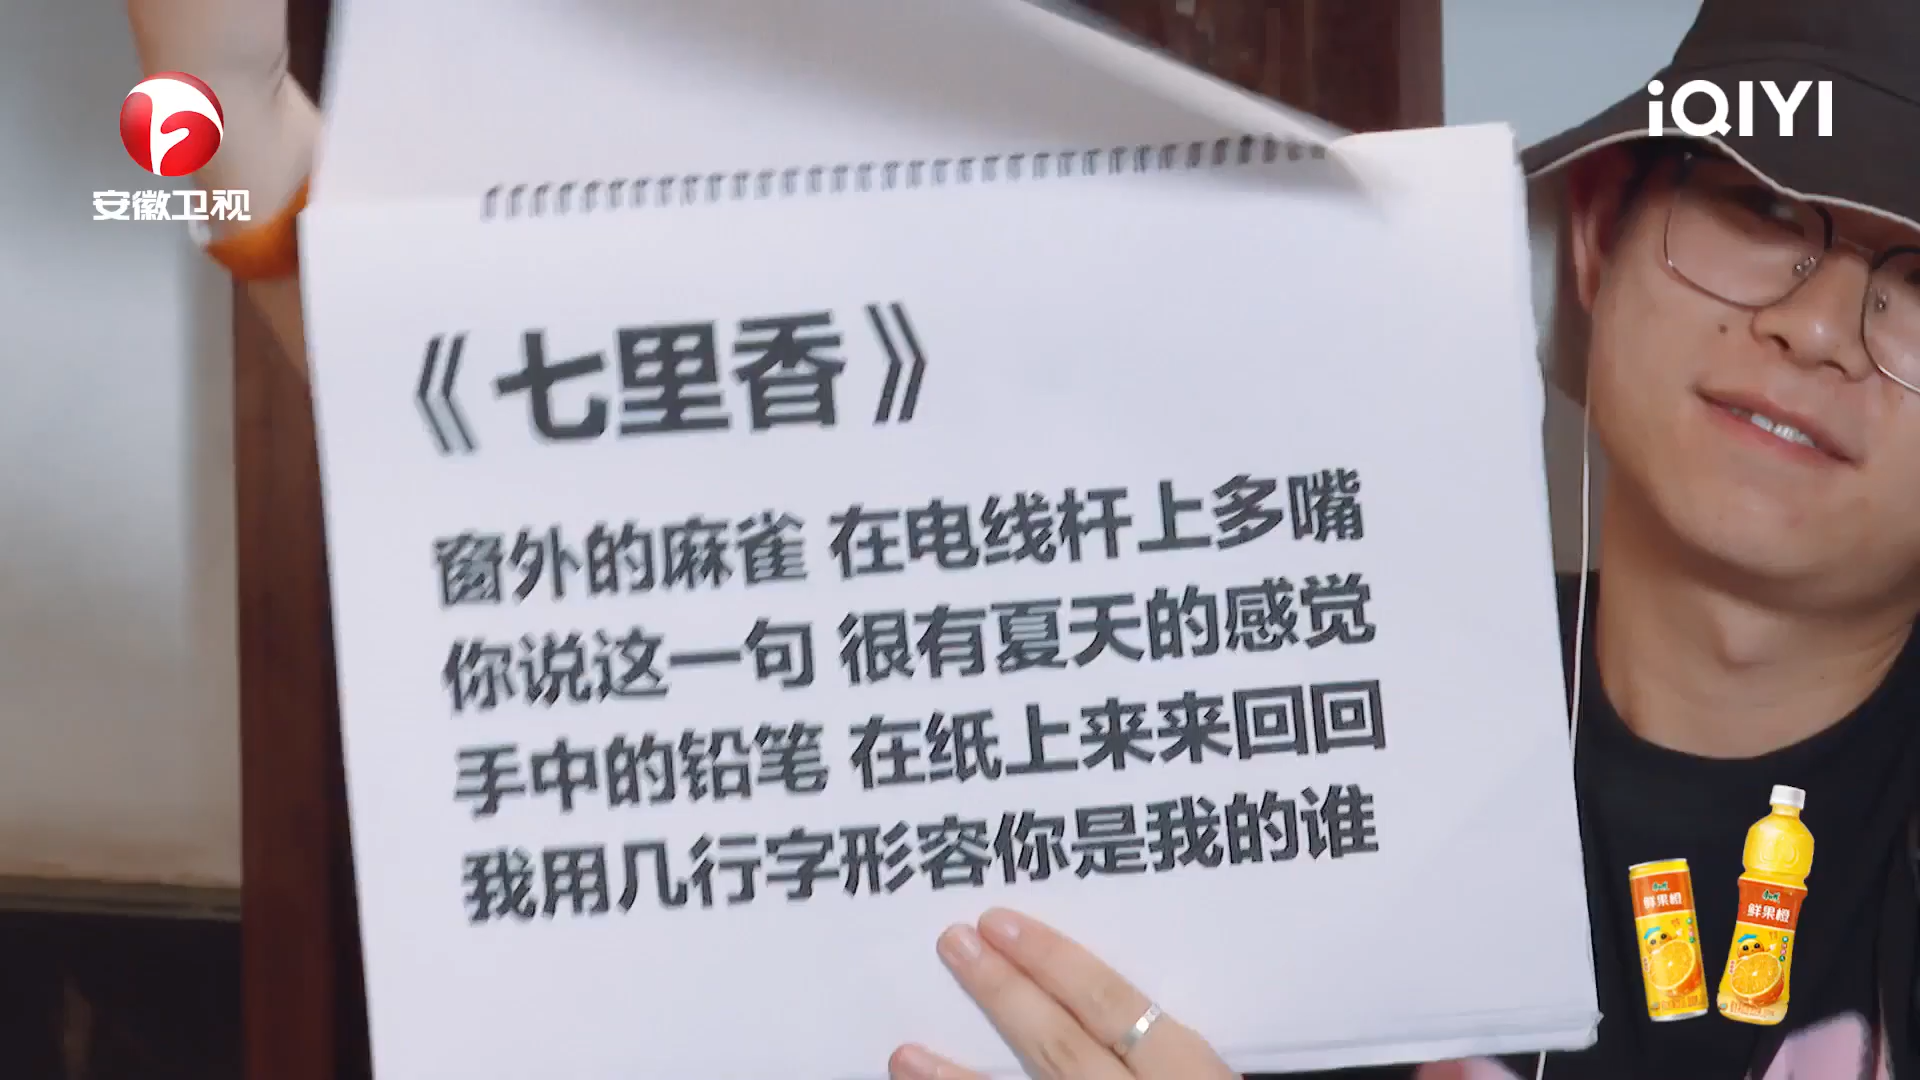 安徽卫视
iQIYI
《七里香》
窗外的麻雀 在电线杆上多嘴
你说这一句 很有夏天的感觉
手中的铅笔 在纸上来来回回
我用几行字形容你是我的谁
鲜果橙
鲜果橙